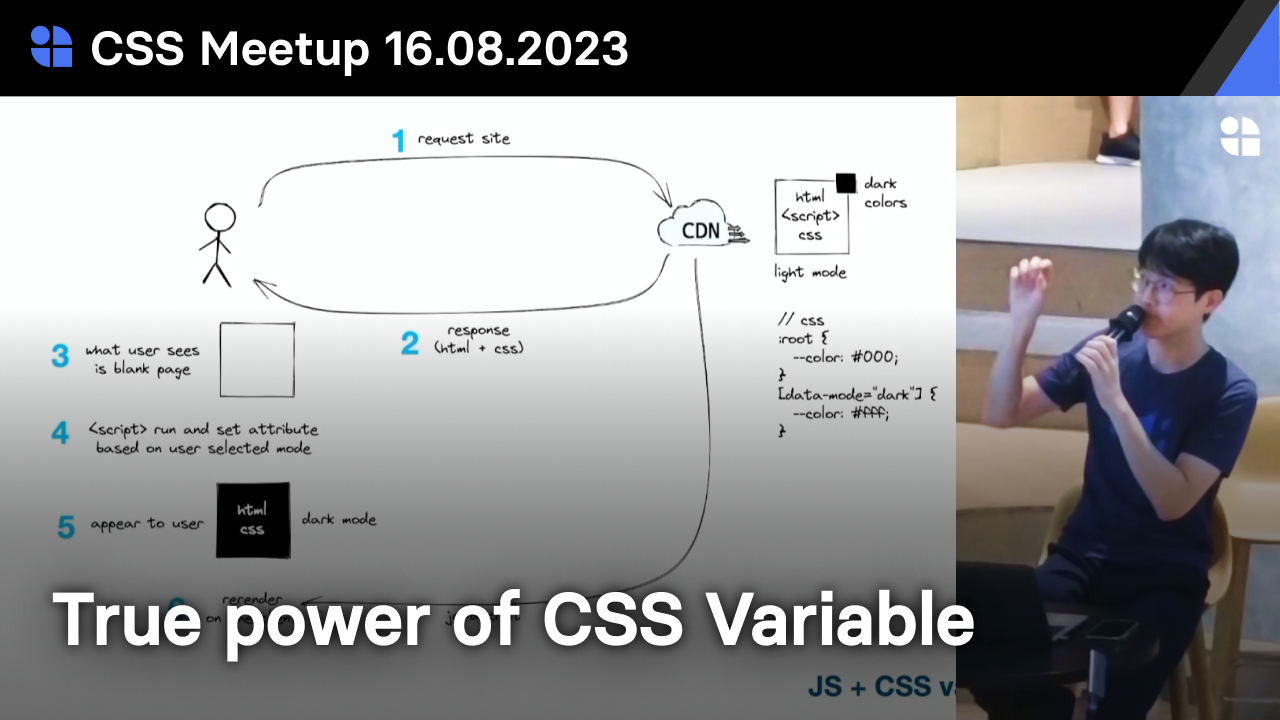 CSS Meetup 16.08.2023
1 request site
CDN
html
<script>
css
dark
colors
light mode
2 response
(html + css)
3 what user sees
is blank page
4 <script> run and set attribute
based on user selected mode
5 appear to user
html
css
dark mode
// css
:root {
--color: #000;
}
[data-mode="dark"] {
--color: #fff;
}
rerender
on
True power of CSS Variable
JS + CSS